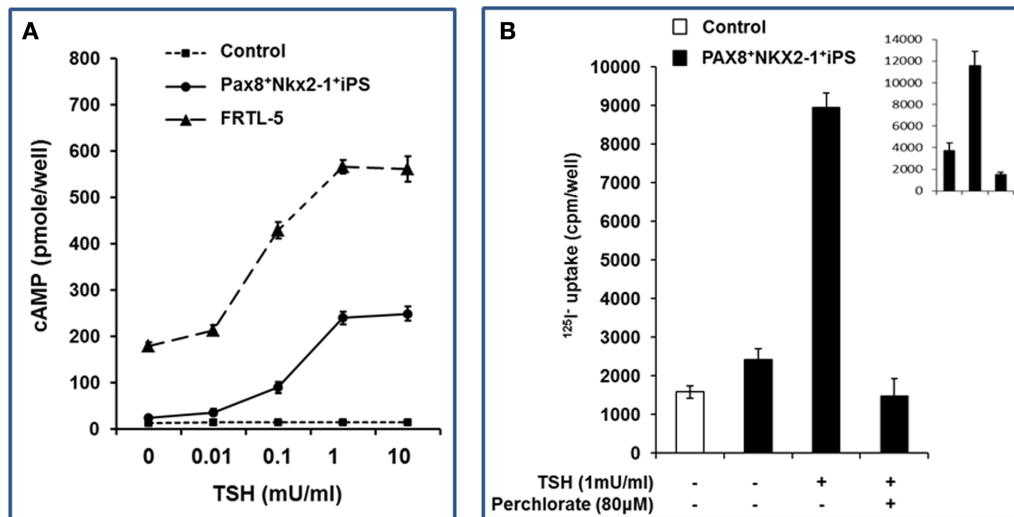 A
Control
Pax8⁺Nkx2-1⁺iPS
FRTL-5
800
700
600
500
400
300
200
100
0
cAMP (pmole/well)
0 0.01 0.1 1 10
TSH (mU/ml)
B
Control
PAX8⁺NKX2-1⁺iPS
10000
9000
8000
7000
6000
5000
4000
3000
2000
1000
0
¹²⁵I⁻ uptake (cpm/well)
14000
12000
10000
8000
6000
4000
2000
0
TSH (1mU/ml) - - + +
Perchlorate (80µM) - - - +